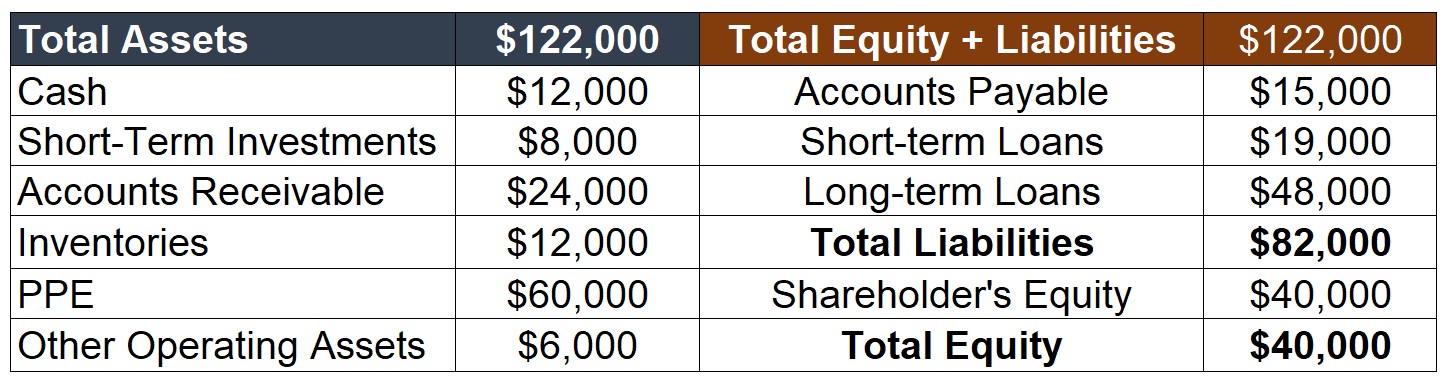 Total Assets $122,000 Total Equity + Liabilities $122,000
Cash $12,000 Accounts Payable $15,000
Short-Term Investments $8,000 Short-term Loans $19,000
Accounts Receivable $24,000 Long-term Loans $48,000
Inventories $12,000 Total Liabilities $82,000
PPE $60,000 Shareholder's Equity $40,000
Other Operating Assets $6,000 Total Equity $40,000